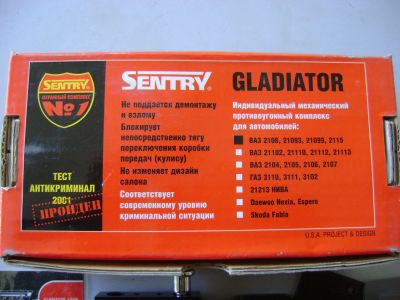 SENTRY
ОХРАННЫЙ КОМПЛЕКС
№1
ТЕСТ
АНТИКРИМИНАЛ
2001
ПРОЙДЕН
SENTRY®
Не поддается демонтажу
и взлому
Блокирует
непосредственно тягу
переключения коробки
передач (кулису)
Не изменяет дизайн
салона
Соответствует
современному уровню
криминальной ситуации
GLADIATOR
Индивидуальный механический
противоугонный комплекс
для автомобилей:
ВАЗ 2108, 21093, 21099, 2115
ВАЗ 21102, 21110, 21112, 21113
ВАЗ 2104, 2105, 2106, 2107
ГАЗ 3110, 3111, 3102
21213 НИВА
Daewoo Nexia, Espero
Skoda Fabia
U.S.A. PROJECT & DESIGN